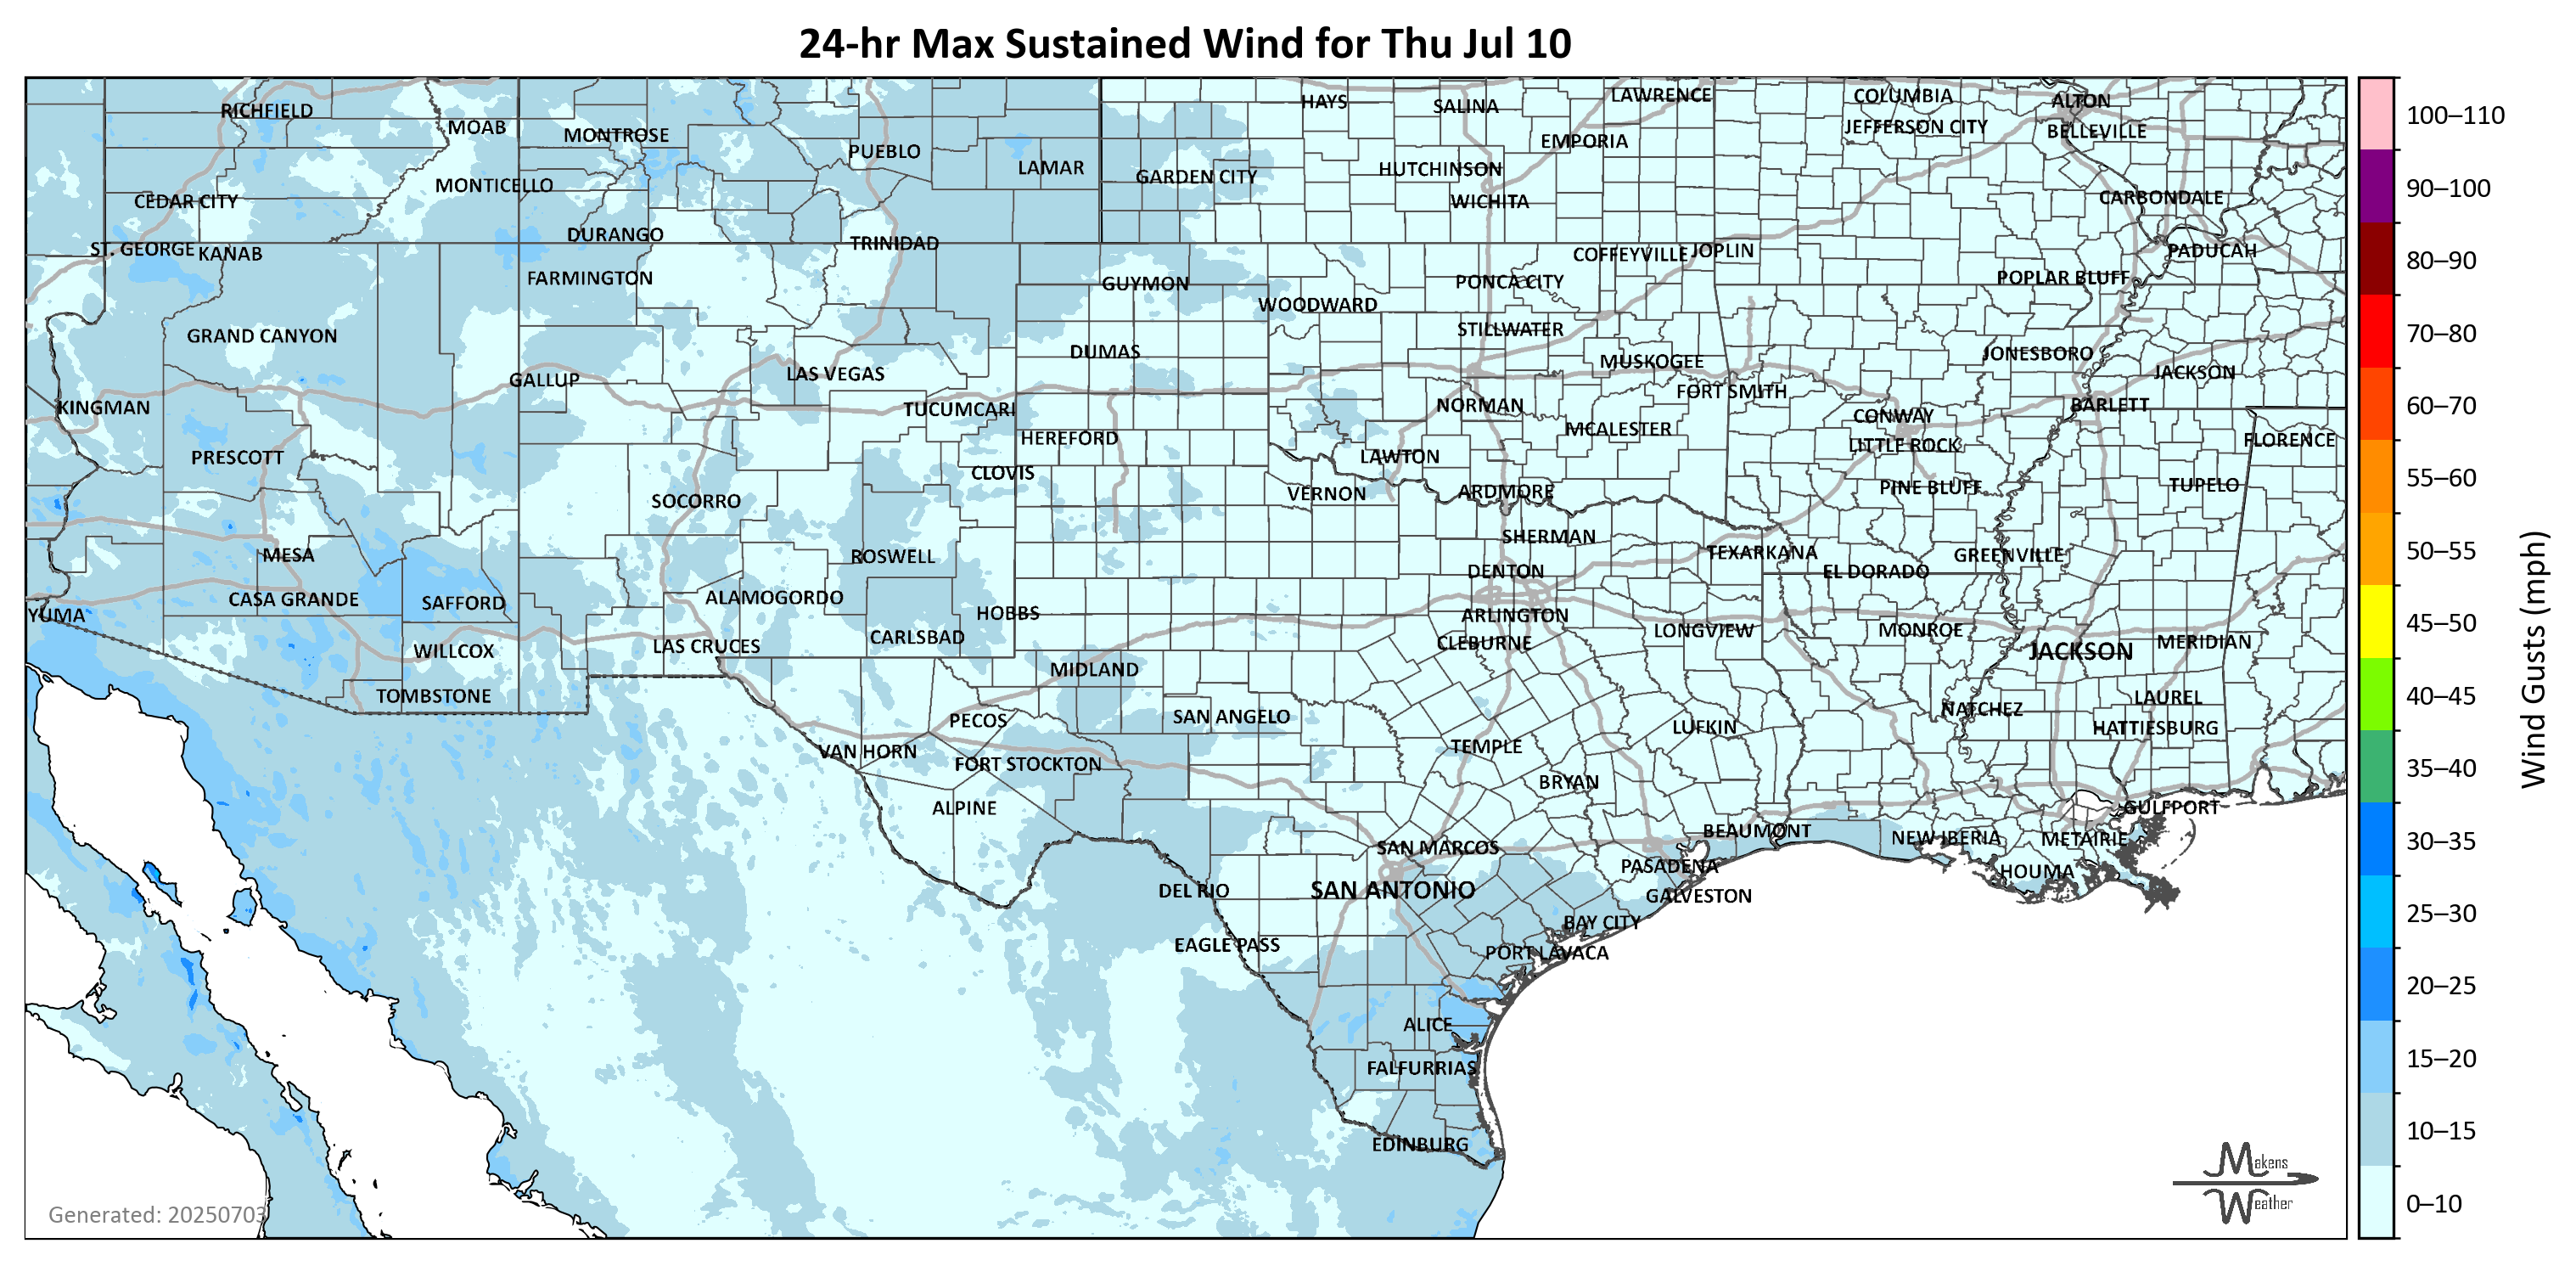 24-hr Max Sustained Wind for Thu Jul 10
RICHFIELD
MOAB
MONTROSE
PUEBLO
LAMAR
GARDEN CITY
HAYS
SALINA
LAWRENCE
EMPORIA
HUTCHINSON
WICHITA
COLUMBIA
JEFFERSON CITY
ALTON
BELLEVILLE
CARBONDALE
MONTICELLO
CEDAR CITY
DURANGO
TRINIDAD
ST. GEORGE
KANAB
FARMINGTON
GUYMON
WOODWARD
PONCA CITY
COFFEYVILLE
JOPLIN
PADUCAH
POPLAR BLUFF
GRAND CANYON
DUMAS
STILLWATER
MUSKOGEE
JONESBORO
GALLUP
LAS VEGAS
FORT SMITH
JACKSON
KINGMAN
TUCUMCARI
NORMAN
CONWAY
BARLETT
HEREFORD
MCALESTER
LITTLE ROCK
FLORENCE
PRESCOTT
CLOVIS
LAWTON
SOCORRO
VERNON
ARDMORE
PINE BLUFF
TUPELO
MESA
ROSWELL
SHERMAN
TEXARKANA
GREENVILLE
DENTON
EL DORADO
CASA GRANDE
SAFFORD
ALAMOGORDO
HOBBS
ARLINGTON
YUMA
CARLSBAD
CLEBURNE
LONGVIEW
MONROE
WILLCOX
LAS CRUCES
JACKSON
MERIDIAN
TOMBSTONE
MIDLAND
LAUREL
PECOS
SAN ANGELO
NATCHEZ
HATTIESBURG
VAN HORN
FORT STOCKTON
TEMPLE
LUFKIN
BRYAN
ALPINE
GULFPORT
SAN MARCOS
BEAUMONT
NEW IBERIA
METAIRIE
DEL RIO
SAN ANTONIO
PASADENA
HOUMA
GALVESTON
EAGLE PASS
BAY CITY
PORT LAVACA
ALICE
FALFURRIAS
EDINBURG
Generated: 20250703
Makens
Weather
100–110
90–100
80–90
70–80
60–70
55–60
50–55
45–50
40–45
35–40
30–35
25–30
20–25
15–20
10–15
0–10
Wind Gusts (mph)